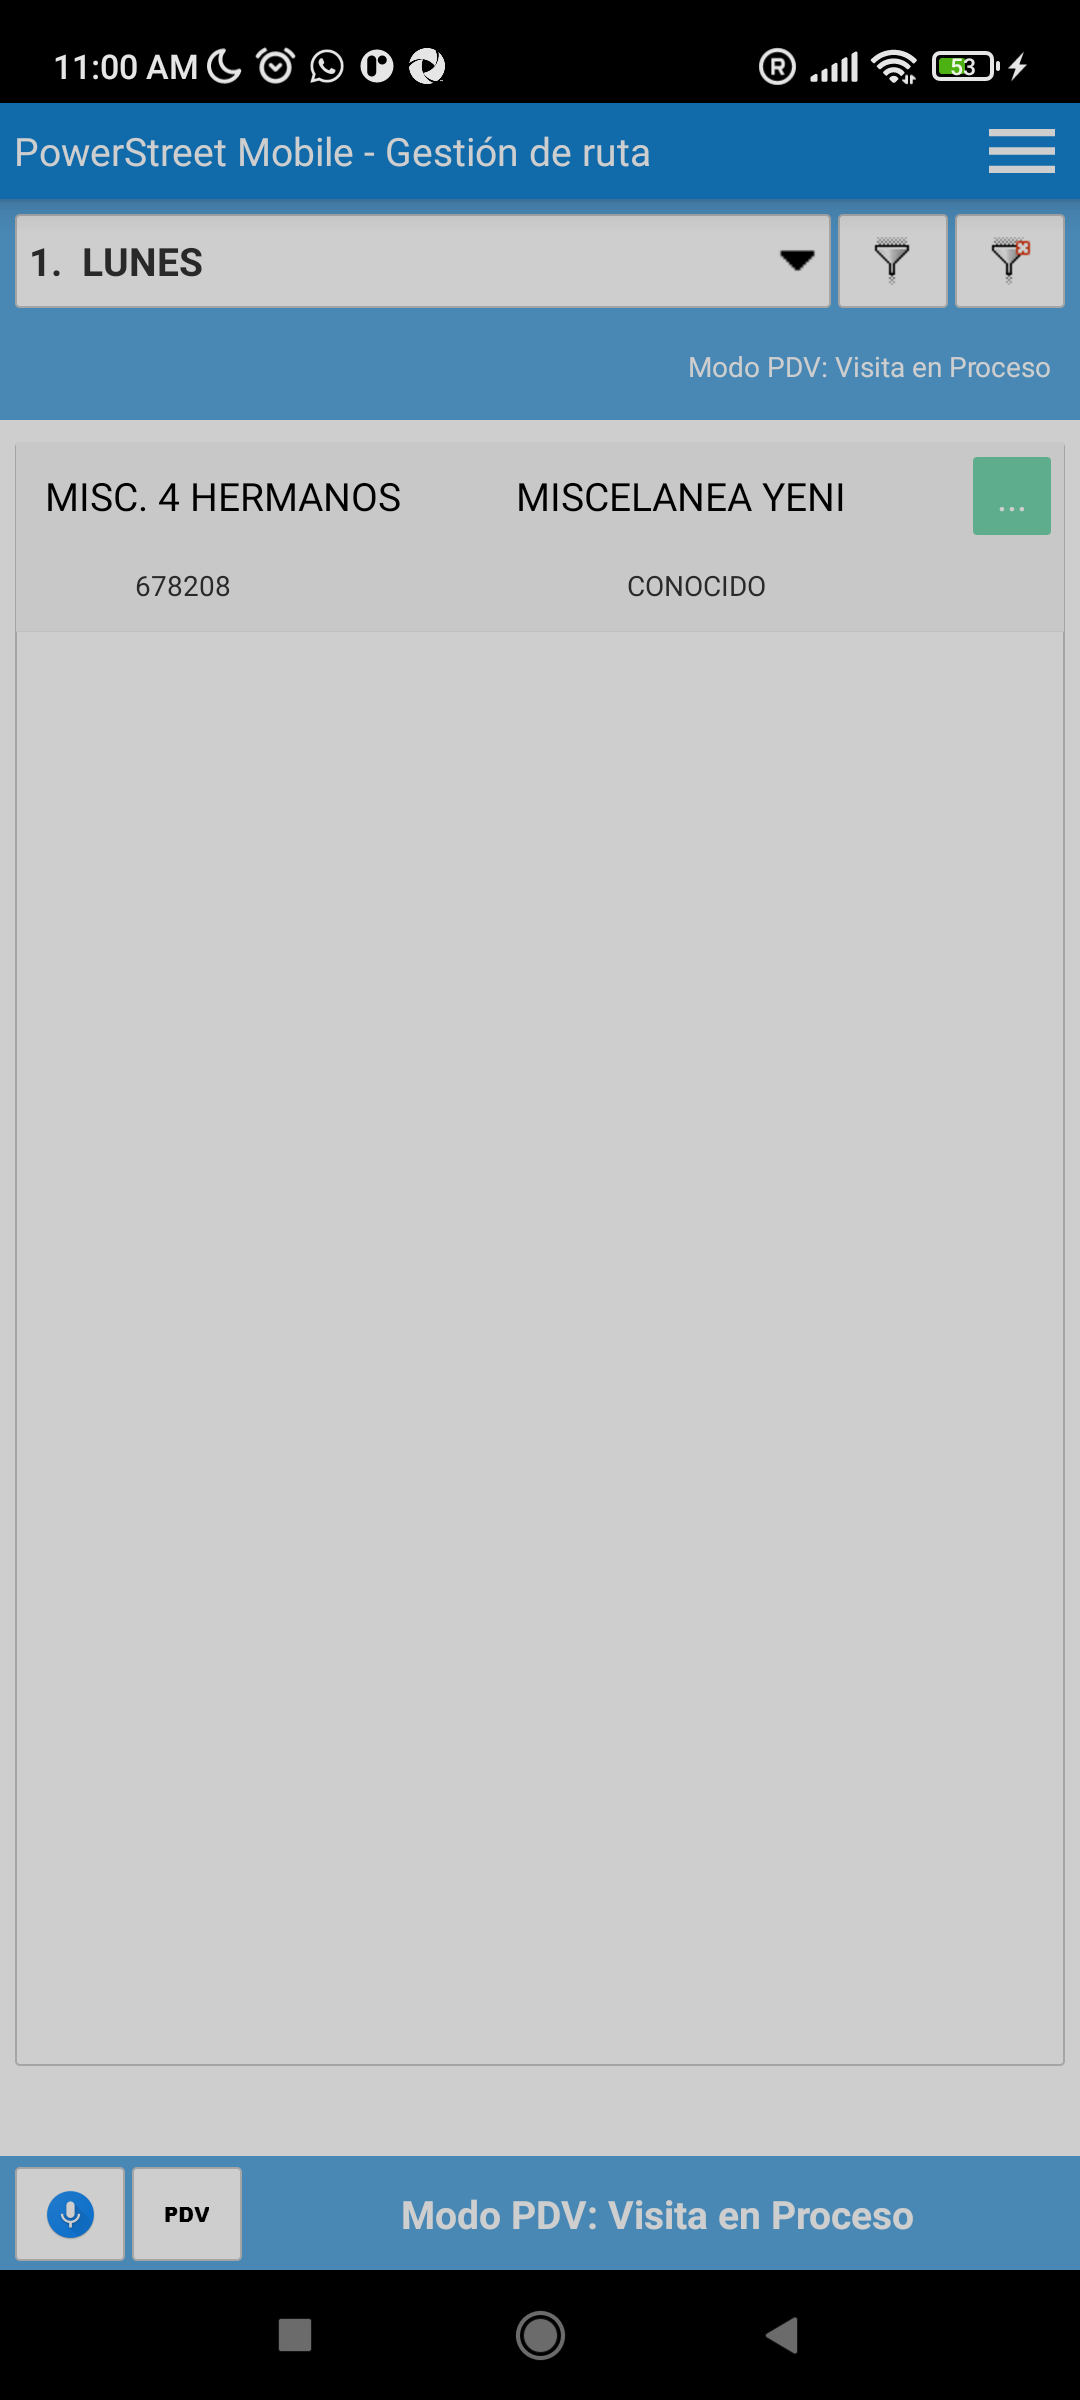 11:00 AM
53
PowerStreet Mobile - Gestión de ruta
1. LUNES
Modo PDV: Visita en Proceso
MISC. 4 HERMANOS MISCELANEA YENI ...
678208 CONOCIDO
PDV Modo PDV: Visita en Proceso